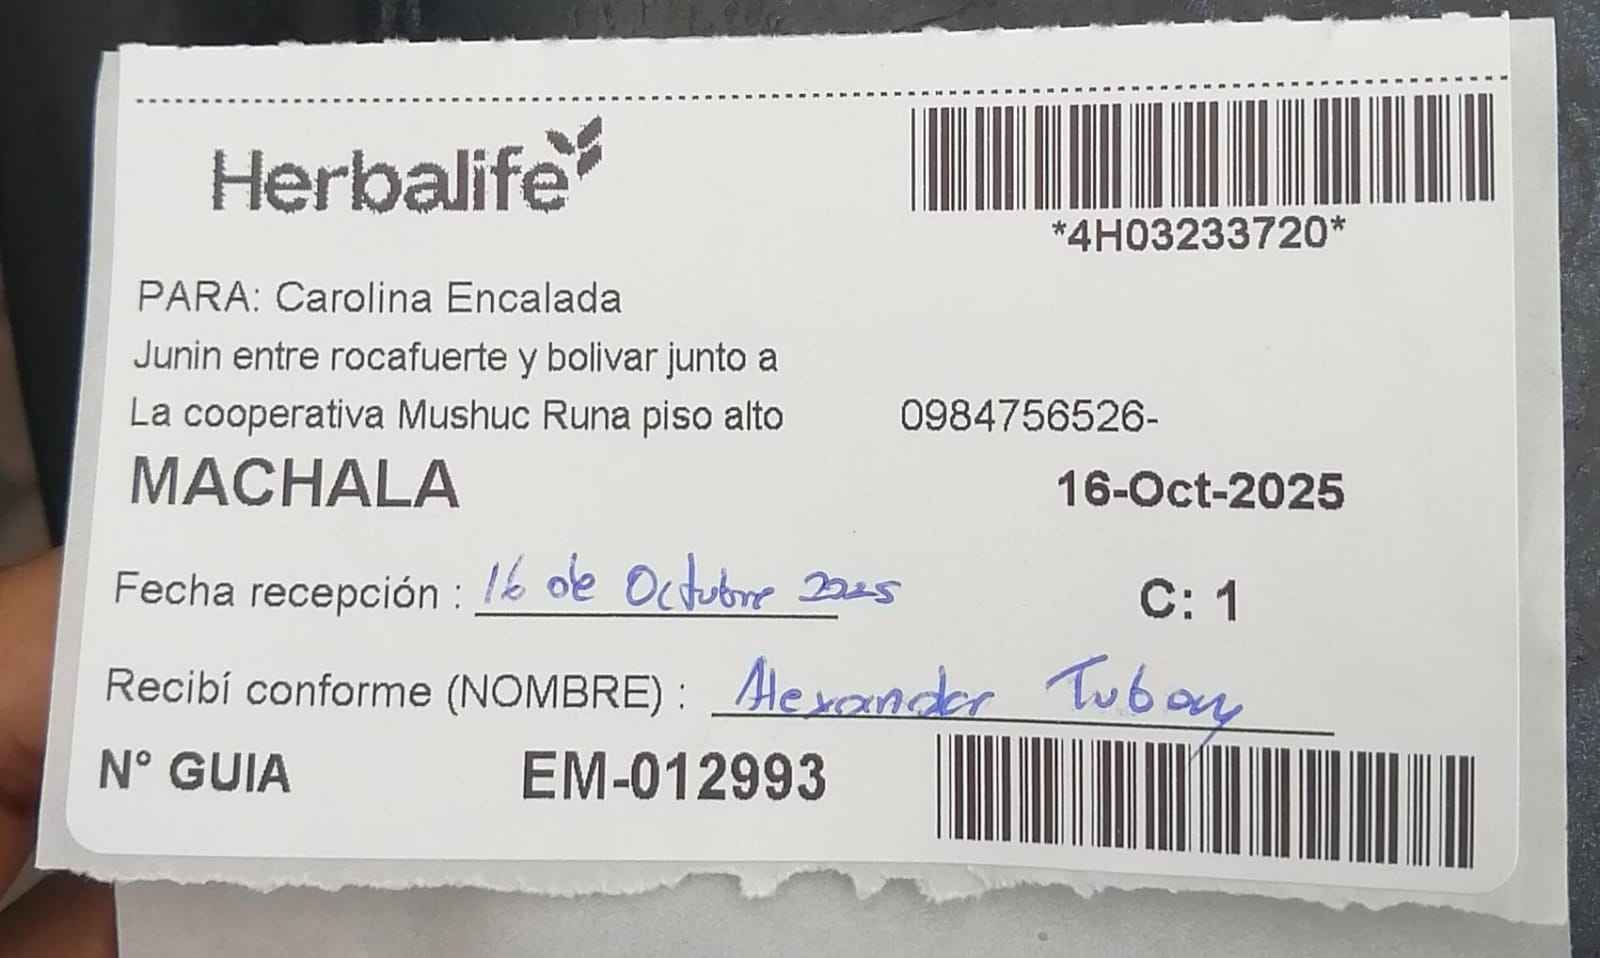 Herbalife
*4H03233720*
PARA: Carolina Encalada
Junin entre rocafuerte y bolivar junto a
La cooperativa Mushuc Runa piso alto 0984756526-
MACHALA 16-Oct-2025
Fecha recepción : 16 de Octubre 2025 C: 1
Recibí conforme (NOMBRE) : Alexander Tubay
N° GUIA EM-012993